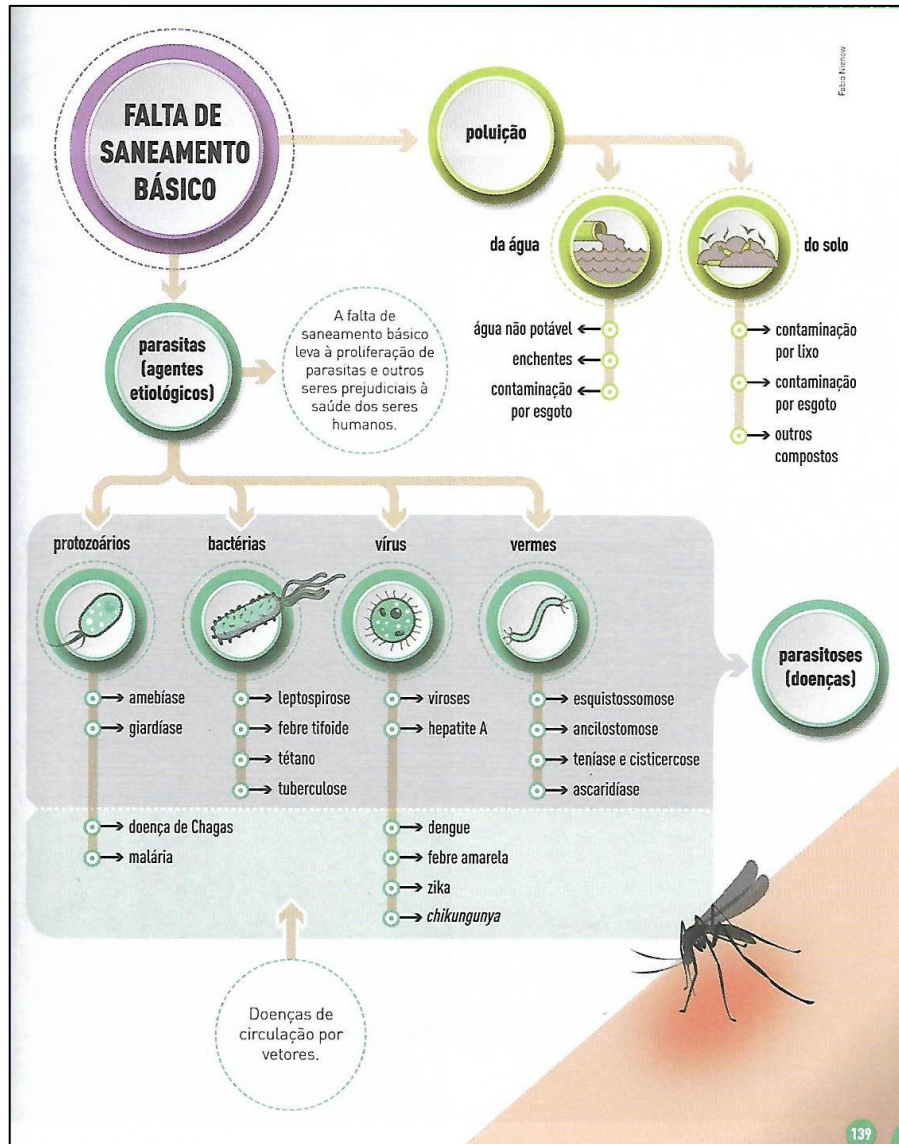 Fabio Nienow
FALTA DE
SANEAMENTO
BÁSICO
poluição
da água
do solo
água não potável
enchentes
contaminação
por esgoto
contaminação
por lixo
contaminação
por esgoto
outros
compostos
parasitas
(agentes
etiológicos)
A falta de
saneamento básico
leva à proliferação de
parasitas e outros
seres prejudiciais à
saúde dos seres
humanos.
protozoários
bactérias
vírus
vermes
amebíase
giardíase
leptospirose
febre tifoide
tétano
tuberculose
viroses
hepatite A
esquistossomose
ancilostomose
teníase e cisticercose
ascaridíase
parasitoses
(doenças)
doença de Chagas
malária
dengue
febre amarela
zika
chikungunya
Doenças de
circulação por
vetores.
139